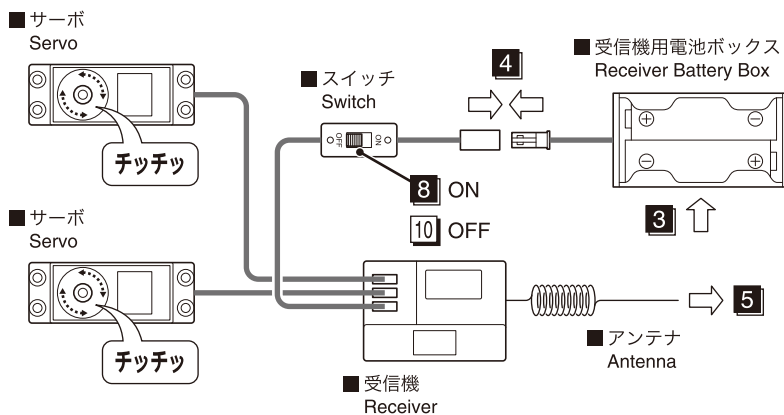 ■サーボ
Servo
チッチッ
■スイッチ
Switch
OFF
ON
4
■受信機用電池ボックス
Receiver Battery Box
⊕
⊖
⊖
⊕
8 ON
10 OFF
3
■サーボ
Servo
チッチッ
5
■アンテナ
Antenna
■受信機
Receiver